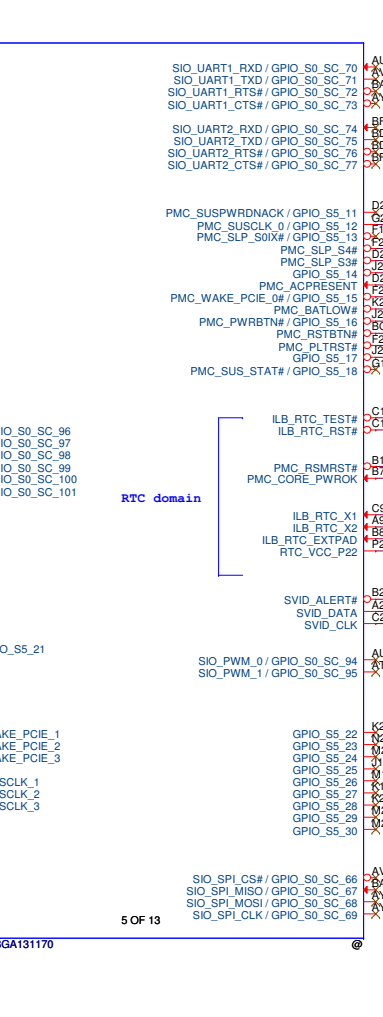 SIO_UART1_RXD / GPIO_S0_SC_70
SIO_UART1_TXD / GPIO_S0_SC_71
SIO_UART1_RTS# / GPIO_S0_SC_72
SIO_UART1_CTS# / GPIO_S0_SC_73
SIO_UART2_RXD / GPIO_S0_SC_74
SIO_UART2_TXD / GPIO_S0_SC_75
SIO_UART2_RTS# / GPIO_S0_SC_76
SIO_UART2_CTS# / GPIO_S0_SC_77
PMC_SUSPWRDNACK / GPIO_S5_11
PMC_SUSCLK_0 / GPIO_S5_12
PMC_SLP_S0IX# / GPIO_S5_13
PMC_SLP_S4#
PMC_SLP_S3#
GPIO_S5_14
PMC_ACPRESENT
PMC_WAKE_PCIE_0# / GPIO_S5_15
PMC_BATLOW#
PMC_PWRBTN# / GPIO_S5_16
PMC_RSTBTN#
PMC_PLTRST#
GPIO_S5_17
PMC_SUS_STAT# / GPIO_S5_18
ILB_RTC_TEST#
ILB_RTC_RST#
IO_S0_SC_96
IO_S0_SC_97
IO_S0_SC_98
IO_S0_SC_99
IO_S0_SC_100
IO_S0_SC_101
PMC_RSMRST#
PMC_CORE_PWROK
RTC domain
ILB_RTC_X1
ILB_RTC_X2
ILB_RTC_EXTPAD
RTC_VCC_P22
SVID_ALERT#
SVID_DATA
SVID_CLK
O_S5_21
SIO_PWM_0 / GPIO_S0_SC_94
SIO_PWM_1 / GPIO_S0_SC_95
AKE_PCIE_1
AKE_PCIE_2
AKE_PCIE_3
SCLK_1
SCLK_2
SCLK_3
GPIO_S5_22
GPIO_S5_23
GPIO_S5_24
GPIO_S5_25
GPIO_S5_26
GPIO_S5_27
GPIO_S5_28
GPIO_S5_29
GPIO_S5_30
SIO_SPI_CS# / GPIO_S0_SC_66
SIO_SPI_MISO / GPIO_S0_SC_67
SIO_SPI_MOSI / GPIO_S0_SC_68
SIO_SPI_CLK / GPIO_S0_SC_69
5 OF 13
GA131170
@